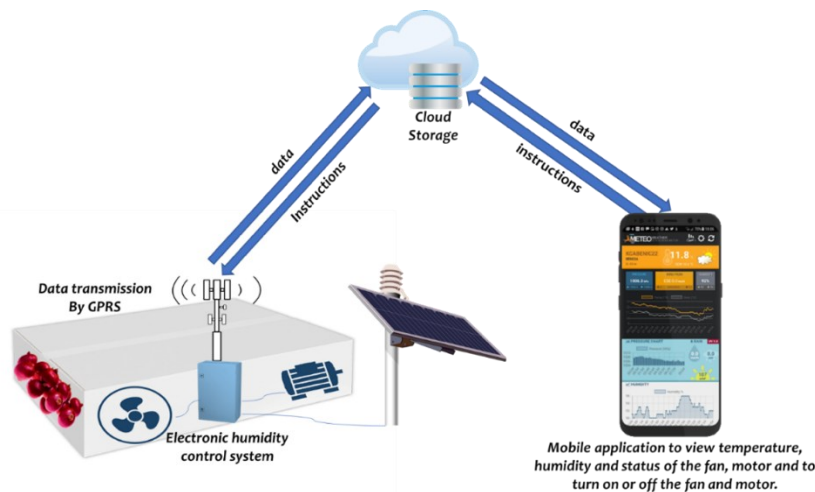 Cloud
Storage
data
Instructions
data
instructions
Data transmission
By GPRS
Electronic humidity
control system
METEO
11.8
Mobile application to view temperature,
humidity and status of the fan, motor and to
turn on or off the fan and motor.